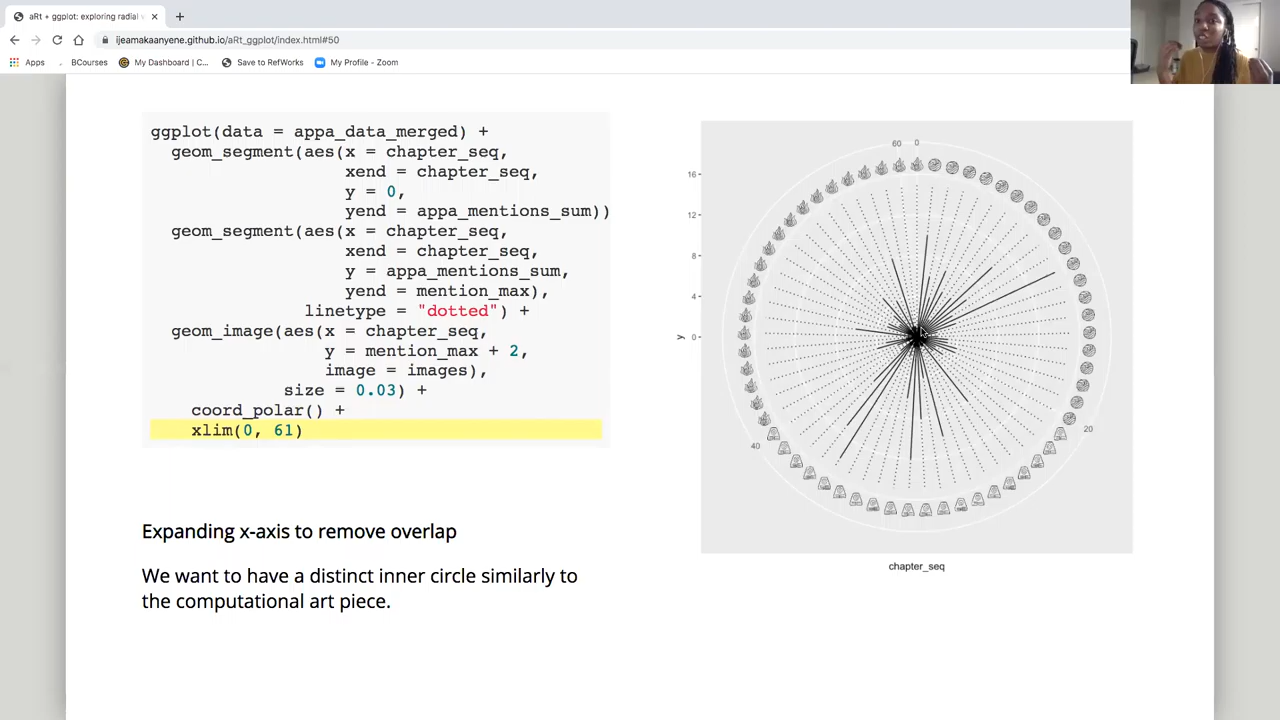 aRt + ggplot: exploring radial
ijeamakaanyene.github.io/aRt_ggplot/index.html#50
Apps
BCourses
My Dashboard | C...
Save to RefWorks
My Profile - Zoom
ggplot(data = appa_data_merged) +
geom_segment(aes(x = chapter_seq,
xend = chapter_seq,
y = 0,
yend = appa_mentions_sum))
geom_segment(aes(x = chapter_seq,
xend = chapter_seq,
y = appa_mentions_sum,
yend = mention_max),
linetype = "dotted") +
geom_image(aes(x = chapter_seq,
y = mention_max + 2,
image = images),
size = 0.03) +
coord_polar() +
xlim(0, 61)
Expanding x-axis to remove overlap
We want to have a distinct inner circle similarly to
the computational art piece.
60 0
16
12
8
4
0
y
20
40
chapter_seq